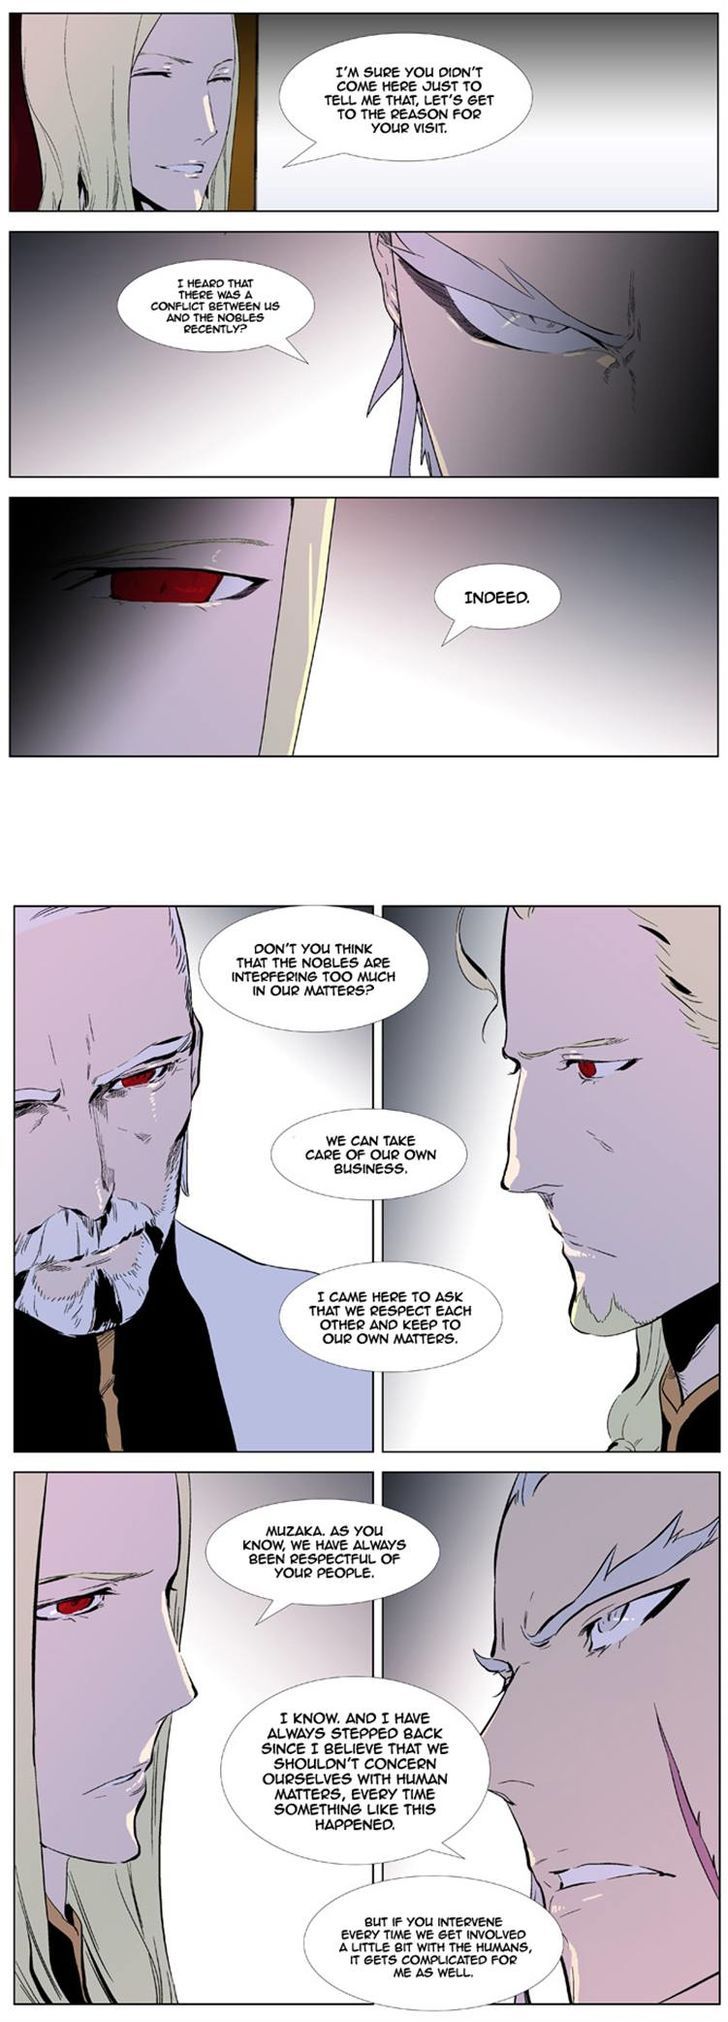 I'M SURE YOU DIDN'T
COME HERE JUST TO
TELL ME THAT, LET'S GET
TO THE REASON FOR
YOUR VISIT.
I HEARD THAT
THERE WAS A
CONFLICT BETWEEN US
AND THE NOBLES
RECENTLY?
INDEED.
DON'T YOU THINK
THAT THE NOBLES ARE
INTERFERING TOO MUCH
IN OUR MATTERS?
WE CAN TAKE
CARE OF OUR OWN
BUSINESS.
I CAME HERE TO ASK
THAT WE RESPECT EACH
OTHER AND KEEP TO
OUR OWN MATTERS.
MUZAKA. AS YOU
KNOW, WE HAVE ALWAYS
BEEN RESPECTFUL OF
YOUR PEOPLE.
I KNOW. AND I HAVE
ALWAYS STEPPED BACK
SINCE I BELIEVE THAT WE
SHOULDN'T CONCERN
OURSELVES WITH HUMAN
MATTERS, EVERY TIME
SOMETHING LIKE THIS
HAPPENED.
BUT IF YOU INTERVENE
EVERY TIME WE GET INVOLVED
A LITTLE BIT WITH THE HUMANS,
IT GETS COMPLICATED FOR
ME AS WELL.